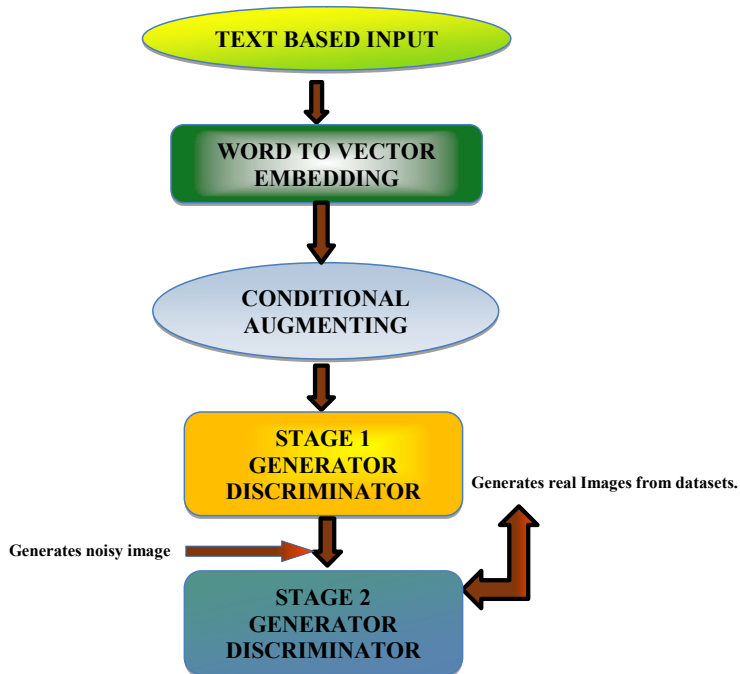 TEXT BASED INPUT
WORD TO VECTOR
EMBEDDING
CONDITIONAL
AUGMENTING
STAGE 1
GENERATOR
DISCRIMINATOR
Generates real Images from datasets.
Generates noisy image
STAGE 2
GENERATOR
DISCRIMINATOR